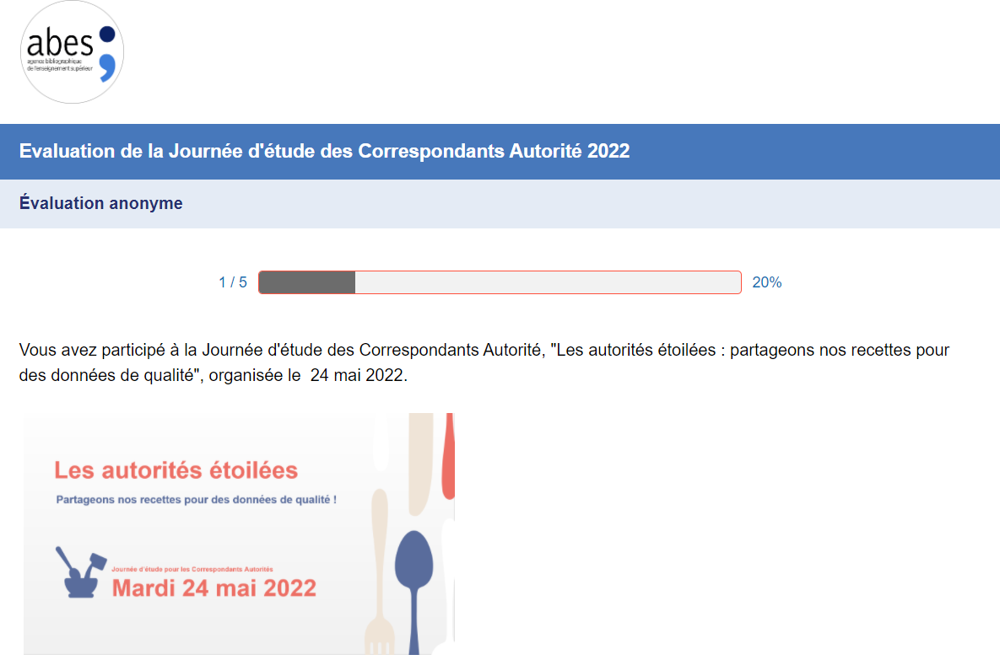 abes
agence bibliographique
de l'enseignement supérieur
Evaluation de la Journée d'étude des Correspondants Autorité 2022
Évaluation anonyme
1 / 5
20%
Vous avez participé à la Journée d'étude des Correspondants Autorité, "Les autorités étoilées : partageons nos recettes pour
des données de qualité", organisée le  24 mai 2022.
Les autorités étoilées
Partageons nos recettes pour des données de qualité !
Journée d'étude pour les Correspondants Autorités
Mardi 24 mai 2022